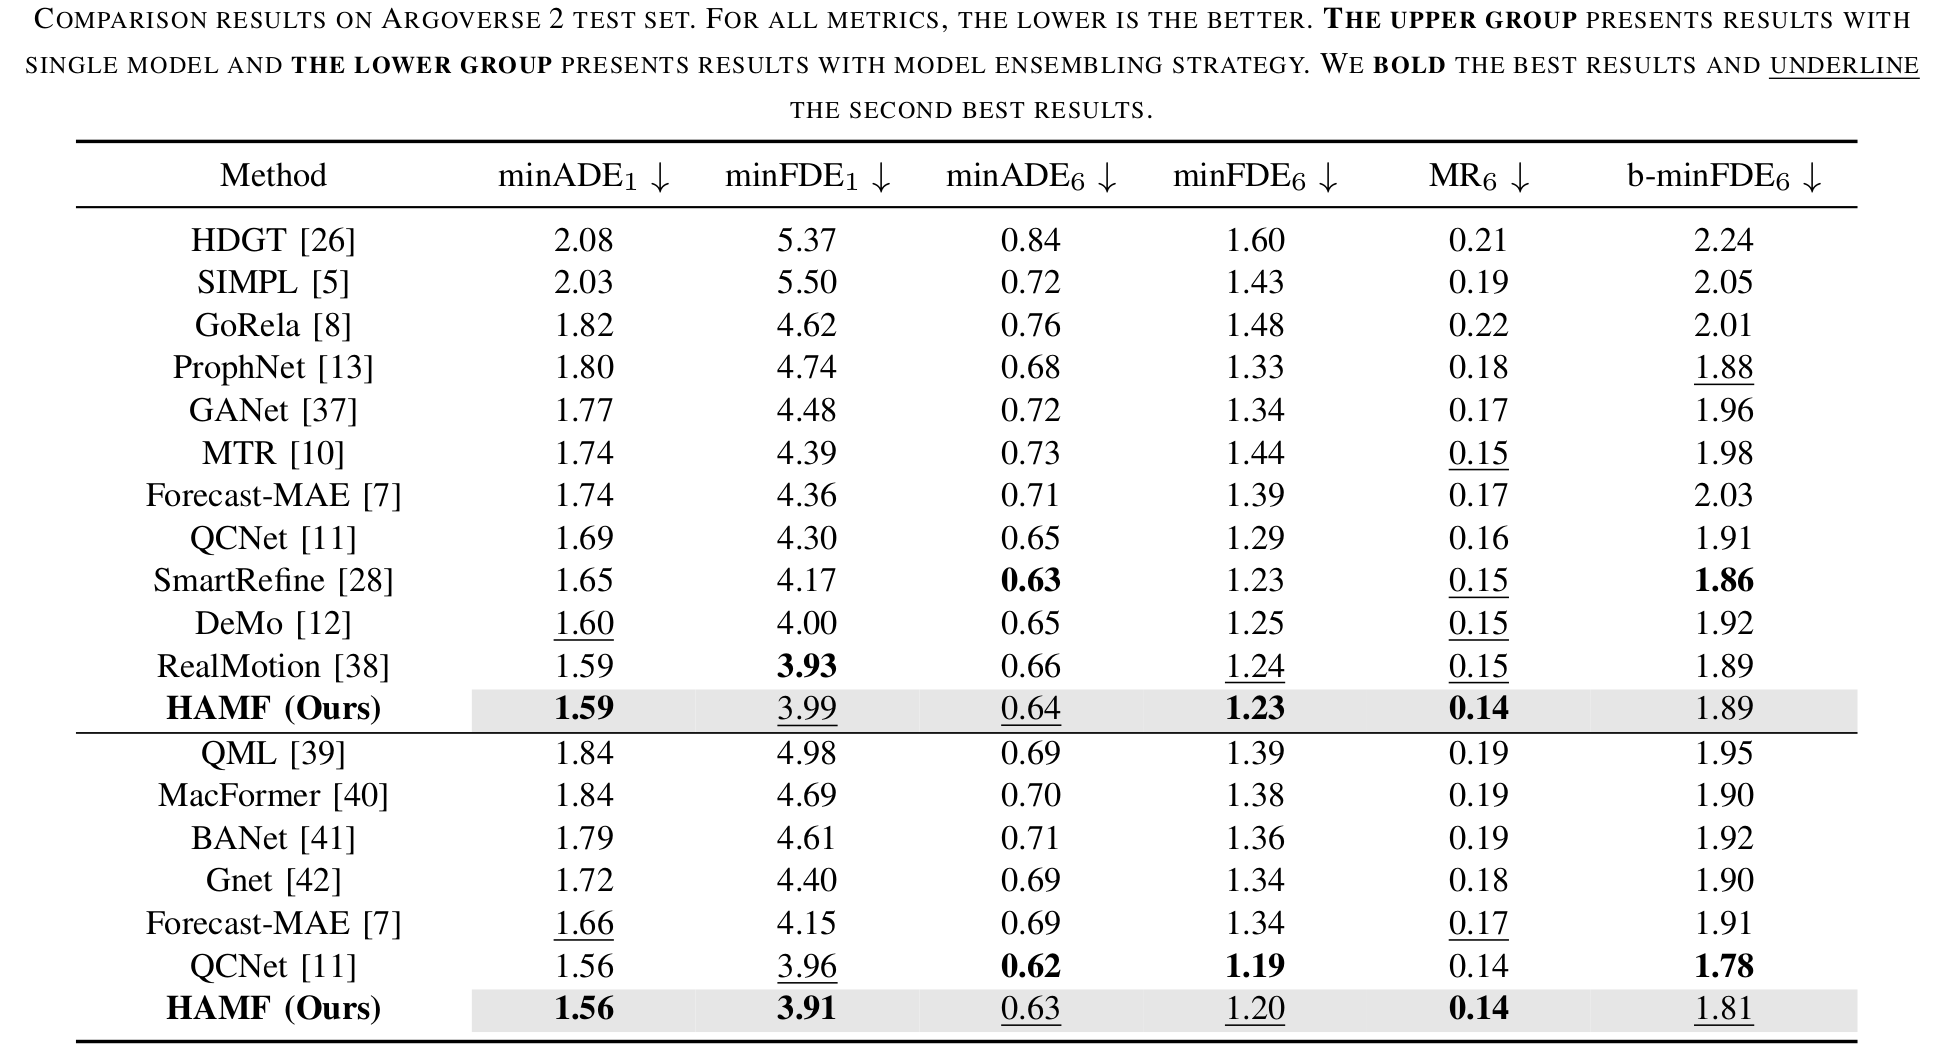 COMPARISON RESULTS ON ARGOVERSE 2 TEST SET. FOR ALL METRICS, THE LOWER IS THE BETTER. THE UPPER GROUP PRESENTS RESULTS WITH
SINGLE MODEL AND THE LOWER GROUP PRESENTS RESULTS WITH MODEL ENSEMBLING STRATEGY. WE BOLD THE BEST RESULTS AND UNDERLINE
THE SECOND BEST RESULTS.
Method minADE₁ ↓ minFDE₁ ↓ minADE₆ ↓ minFDE₆ ↓ MR₆ ↓ b-minFDE₆ ↓
HDGT [26] 2.08 5.37 0.84 1.60 0.21 2.24
SIMPL [5] 2.03 5.50 0.72 1.43 0.19 2.05
GoRela [8] 1.82 4.62 0.76 1.48 0.22 2.01
ProphNet [13] 1.80 4.74 0.68 1.33 0.18 1.88
GANet [37] 1.77 4.48 0.72 1.34 0.17 1.96
MTR [10] 1.74 4.39 0.73 1.44 0.15 1.98
Forecast-MAE [7] 1.74 4.36 0.71 1.39 0.17 2.03
QCNet [11] 1.69 4.30 0.65 1.29 0.16 1.91
SmartRefine [28] 1.65 4.17 0.63 1.23 0.15 1.86
DeMo [12] 1.60 4.00 0.65 1.25 0.15 1.92
RealMotion [38] 1.59 3.93 0.66 1.24 0.15 1.89
HAMF (Ours) 1.59 3.99 0.64 1.23 0.14 1.89
QML [39] 1.84 4.98 0.69 1.39 0.19 1.95
MacFormer [40] 1.84 4.69 0.70 1.38 0.19 1.90
BANet [41] 1.79 4.61 0.71 1.36 0.19 1.92
Gnet [42] 1.72 4.40 0.69 1.34 0.18 1.90
Forecast-MAE [7] 1.66 4.15 0.69 1.34 0.17 1.91
QCNet [11] 1.56 3.96 0.62 1.19 0.14 1.78
HAMF (Ours) 1.56 3.91 0.63 1.20 0.14 1.81